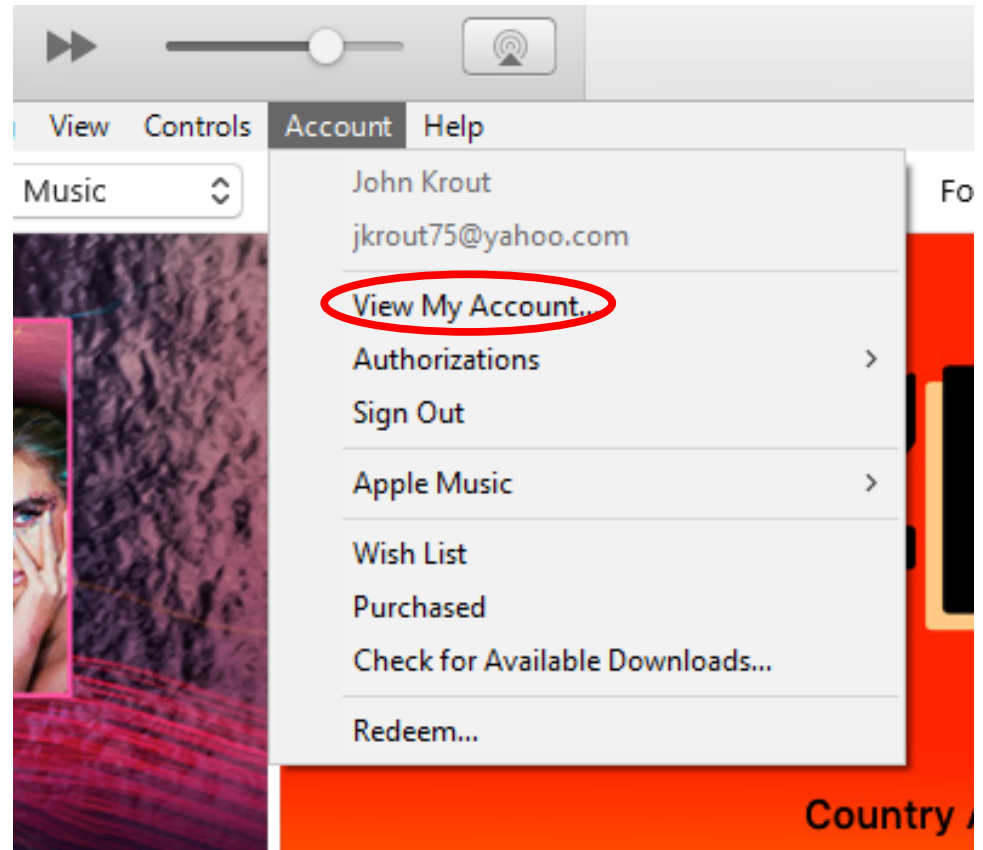 View Controls Account Help
Music
John Krout
jkrout75@yahoo.com
View My Account...
Authorizations
Sign Out
Apple Music
Wish List
Purchased
Check for Available Downloads...
Redeem...
Country